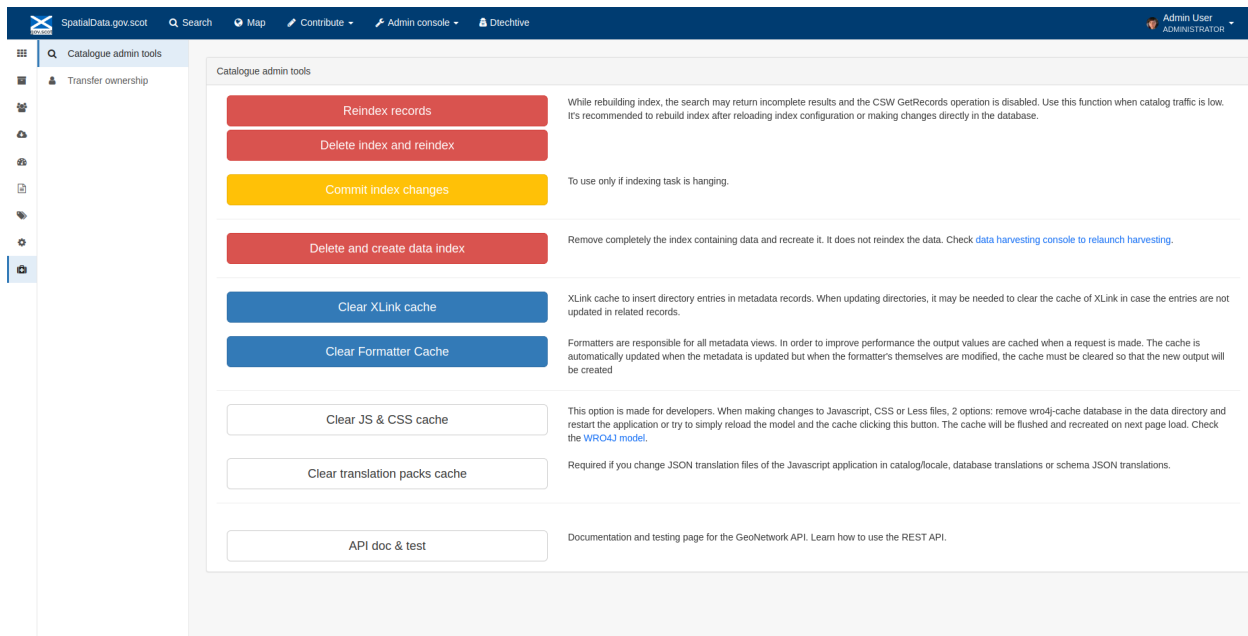 gov.scot
SpatialData.gov.scot
Search
Map
Contribute
Admin console
Dtechtive
Admin User
ADMINISTRATOR
Catalogue admin tools
Transfer ownership
Catalogue admin tools
Reindex records
While rebuilding index, the search may return incomplete results and the CSW GetRecords operation is disabled. Use this function when catalog traffic is low.
It's recommended to rebuild index after reloading index configuration or making changes directly in the database.
Delete index and reindex
Commit index changes
To use only if indexing task is hanging.
Delete and create data index
Remove completely the index containing data and recreate it. It does not reindex the data. Check data harvesting console to relaunch harvesting.
Clear XLink cache
XLink cache to insert directory entries in metadata records. When updating directories, it may be needed to clear the cache of XLink in case the entries are not
updated in related records.
Clear Formatter Cache
Formatters are responsible for all metadata views. In order to improve performance the output values are cached when a request is made. The cache is
automatically updated when the metadata is updated but when the formatter's themselves are modified, the cache must be cleared so that the new output will
be created
Clear JS & CSS cache
This option is made for developers. When making changes to Javascript, CSS or Less files, 2 options: remove wro4j-cache database in the data directory and
restart the application or try to simply reload the model and the cache clicking this button. The cache will be flushed and recreated on next page load. Check
the WRO4J model.
Clear translation packs cache
Required if you change JSON translation files of the Javascript application in catalog/locale, database translations or schema JSON translations.
API doc & test
Documentation and testing page for the GeoNetwork API. Learn how to use the REST API.